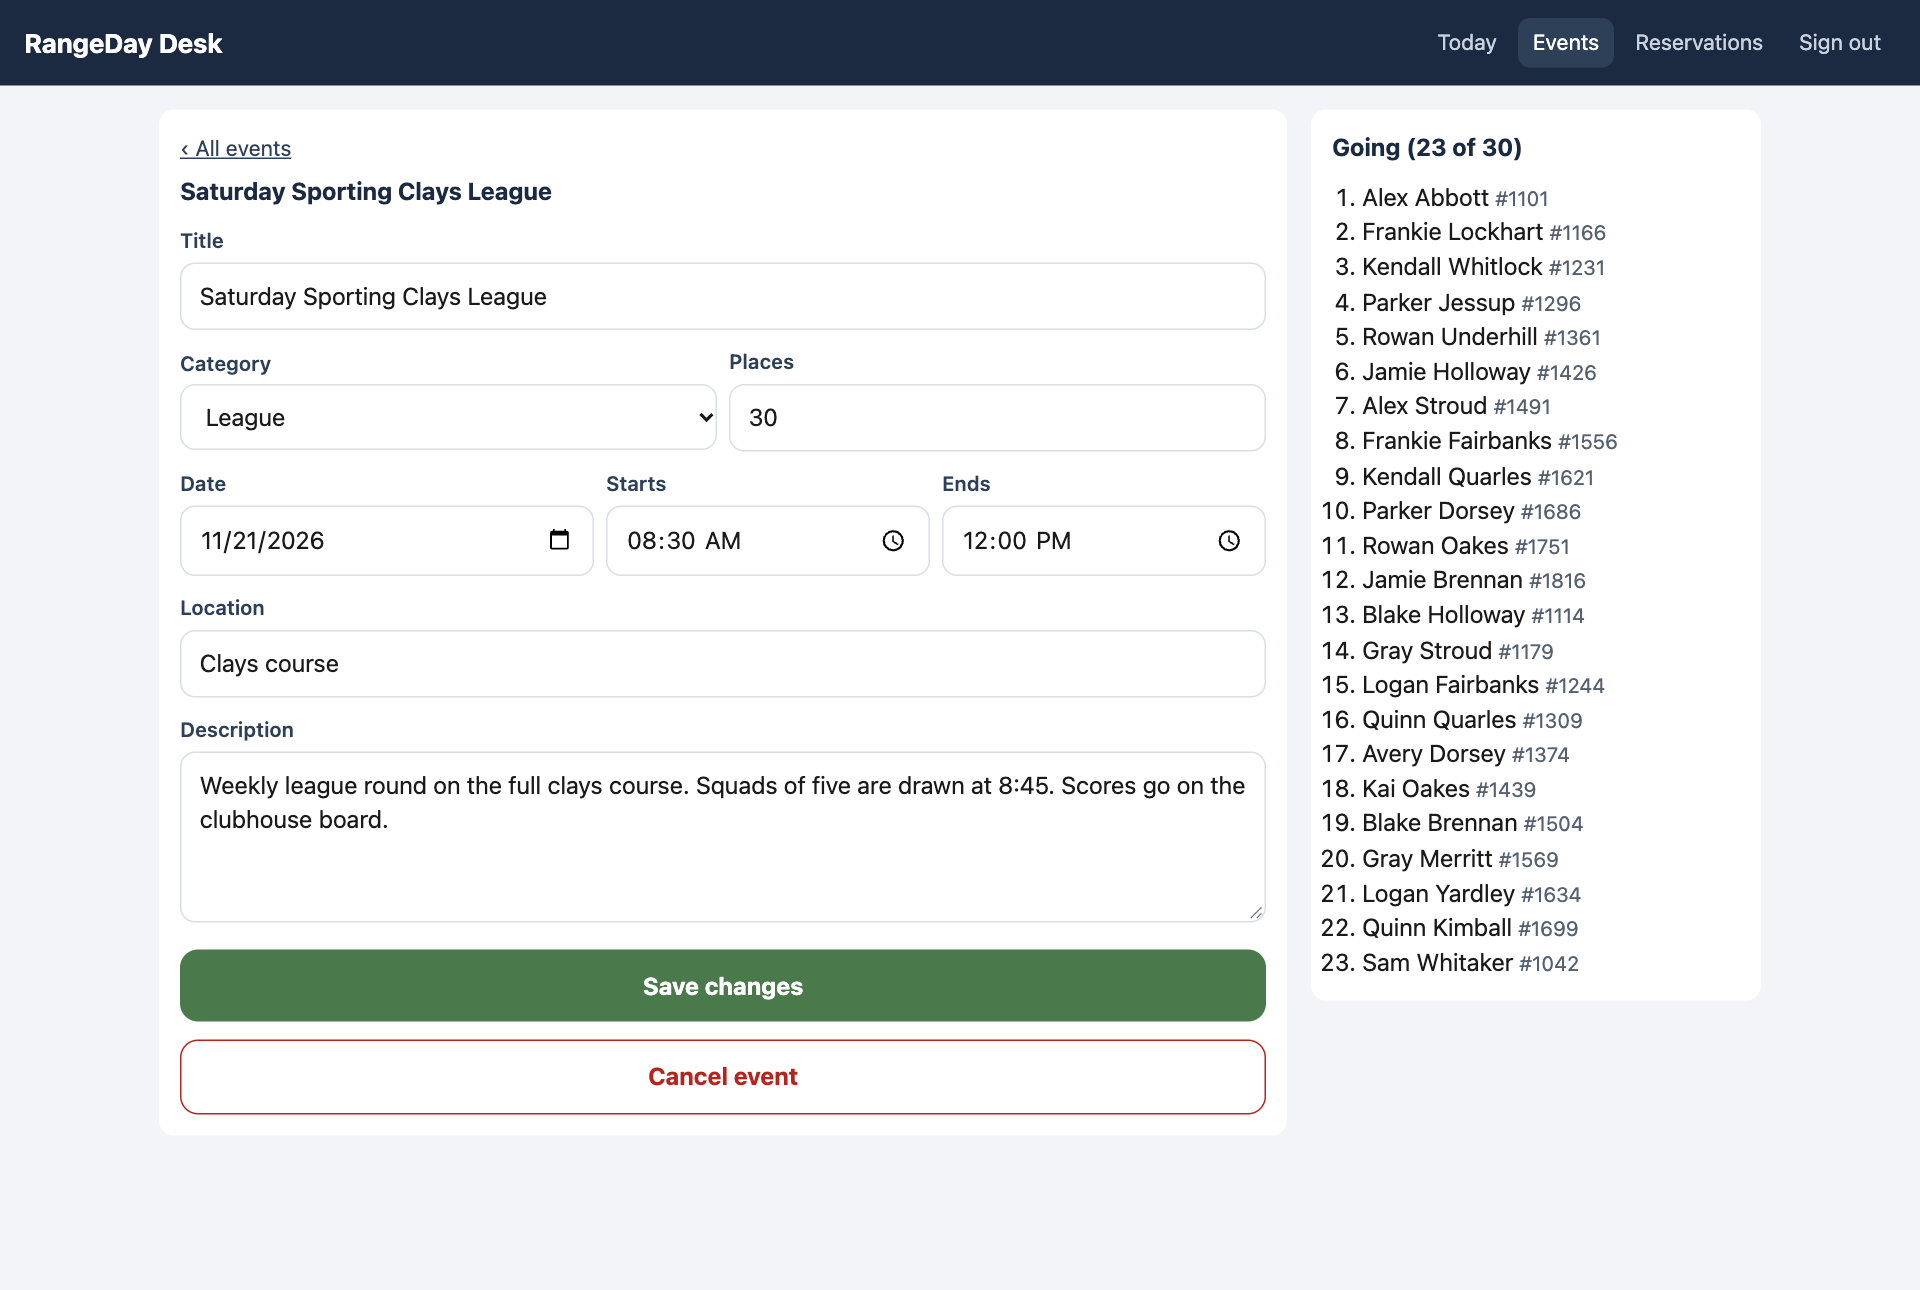 RangeDay Desk
Today
Events
Reservations
Sign out
‹ All events
Saturday Sporting Clays League
Title
Saturday Sporting Clays League
Category
Places
League
30
Date
Starts
Ends
11/21/2026
08:30 AM
12:00 PM
Location
Clays course
Description
Weekly league round on the full clays course. Squads of five are drawn at 8:45. Scores go on the
clubhouse board.
Save changes
Cancel event
Going (23 of 30)
1. Alex Abbott #1101
2. Frankie Lockhart #1166
3. Kendall Whitlock #1231
4. Parker Jessup #1296
5. Rowan Underhill #1361
6. Jamie Holloway #1426
7. Alex Stroud #1491
8. Frankie Fairbanks #1556
9. Kendall Quarles #1621
10. Parker Dorsey #1686
11. Rowan Oakes #1751
12. Jamie Brennan #1816
13. Blake Holloway #1114
14. Gray Stroud #1179
15. Logan Fairbanks #1244
16. Quinn Quarles #1309
17. Avery Dorsey #1374
18. Kai Oakes #1439
19. Blake Brennan #1504
20. Gray Merritt #1569
21. Logan Yardley #1634
22. Quinn Kimball #1699
23. Sam Whitaker #1042